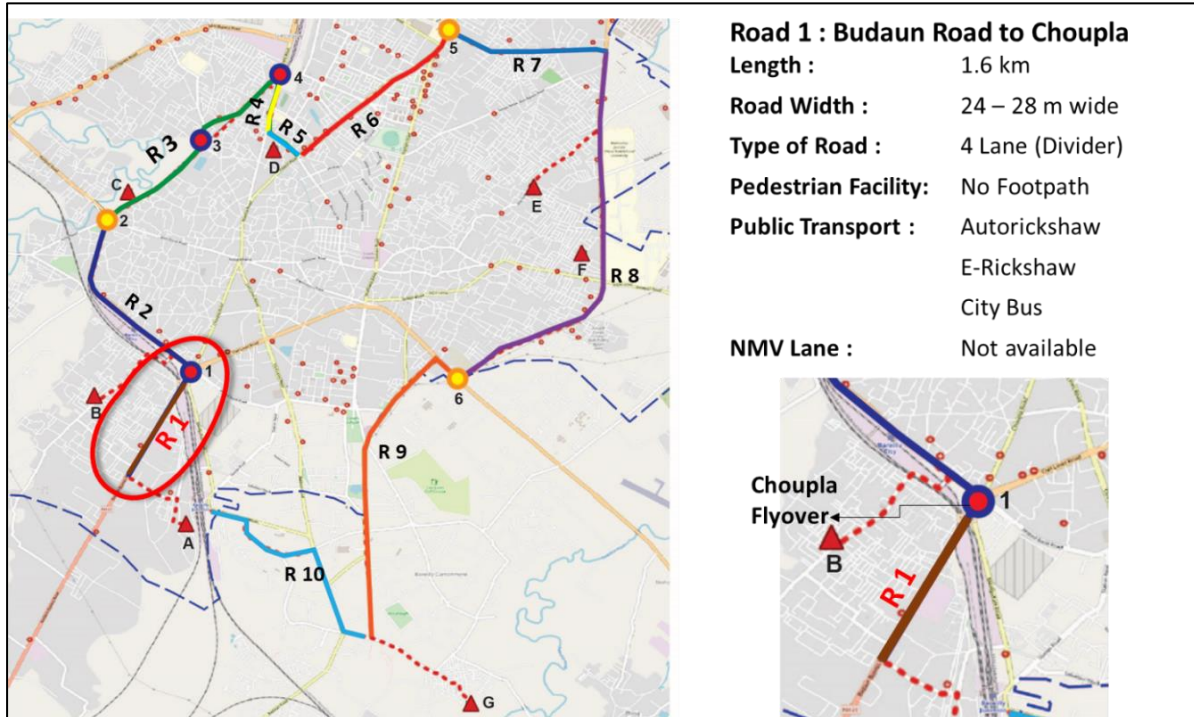 Road 1 : Budaun Road to Choupla
Length : 1.6 km
Road Width : 24 – 28 m wide
Type of Road : 4 Lane (Divider)
Pedestrian Facility: No Footpath
Public Transport : Autorickshaw
E-Rickshaw
City Bus
NMV Lane : Not available
5
R 7
4
R 4
R 5
R 6
3
R 3
D
C
E
2
F
R 8
R 2
1
B
6
R 1
R 9
A
R 10
G
Choupla
Flyover
1
B
R 1